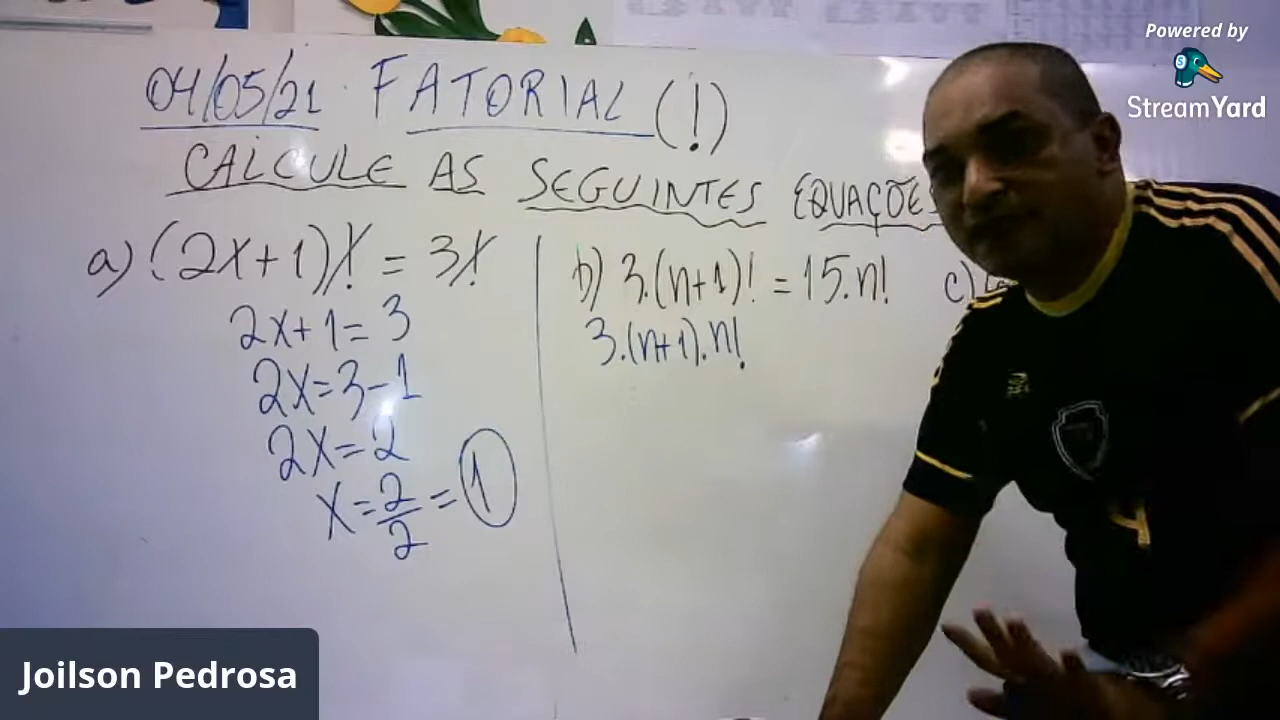 Powered by
StreamYard
04/05/21 FATORIAL (!)
CALCULE AS SEGUINTES EQUAÇÕES
a) (2x+1)! = 3!
2x+1=3
2x=3-1
2x=2
x=2/2=1
b) 3.(n+1)! = 15.n!
3.(n+1).n!
c)
Joilson Pedrosa